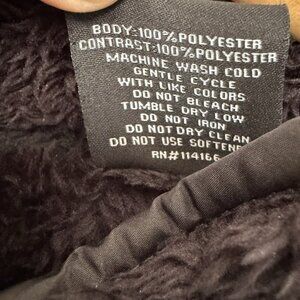 BODY:100%POLYESTER
CONTRAST:100%POLYESTER
MACHINE WASH COLD
GENTLE CYCLE
WITH LIKE COLORS
DO NOT BLEACH
TUMBLE DRY LOW
DO NOT IRON
DO NOT DRY CLEAN
DO NOT USE SOFTENE
RN#114166